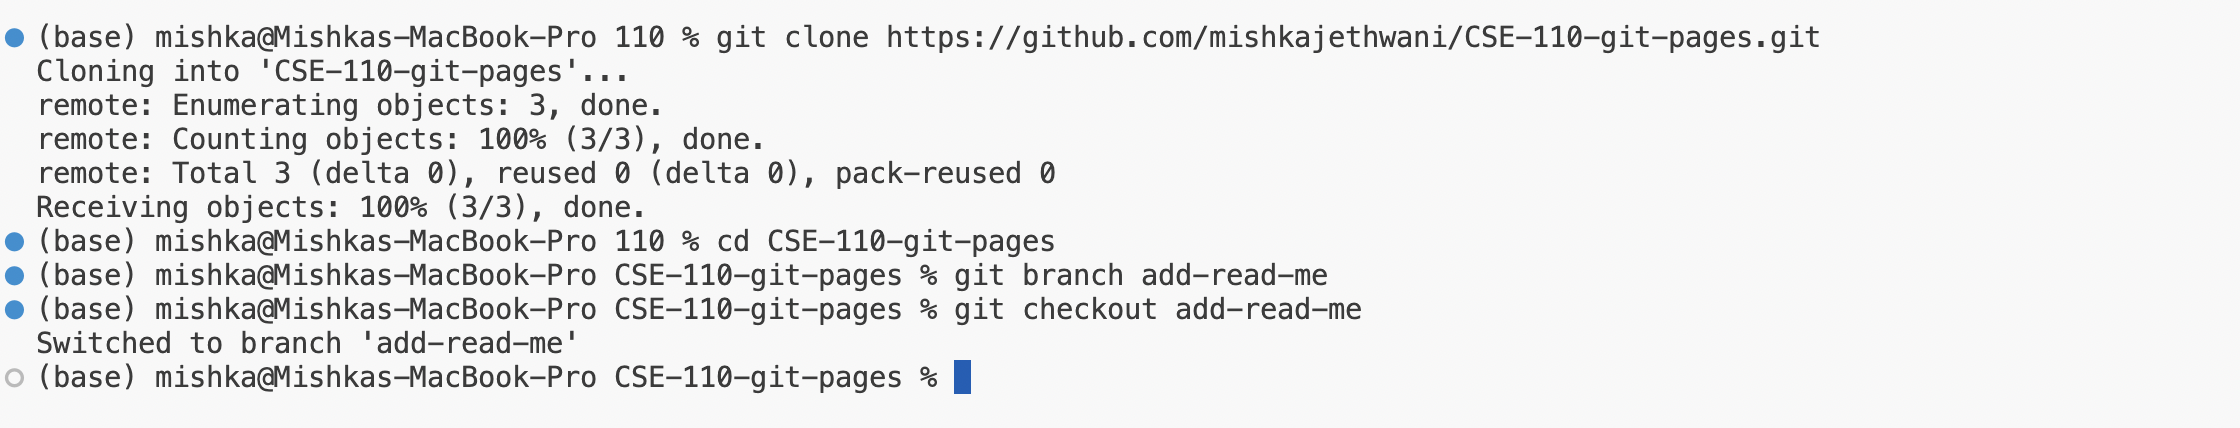 (base) mishka@Mishkas-MacBook-Pro 110 % git clone https://github.com/mishkajethwani/CSE-110-git-pages.git
Cloning into 'CSE-110-git-pages'...
remote: Enumerating objects: 3, done.
remote: Counting objects: 100% (3/3), done.
remote: Total 3 (delta 0), reused 0 (delta 0), pack-reused 0
Receiving objects: 100% (3/3), done.
(base) mishka@Mishkas-MacBook-Pro 110 % cd CSE-110-git-pages
(base) mishka@Mishkas-MacBook-Pro CSE-110-git-pages % git branch add-read-me
(base) mishka@Mishkas-MacBook-Pro CSE-110-git-pages % git checkout add-read-me
Switched to branch 'add-read-me'
(base) mishka@Mishkas-MacBook-Pro CSE-110-git-pages %